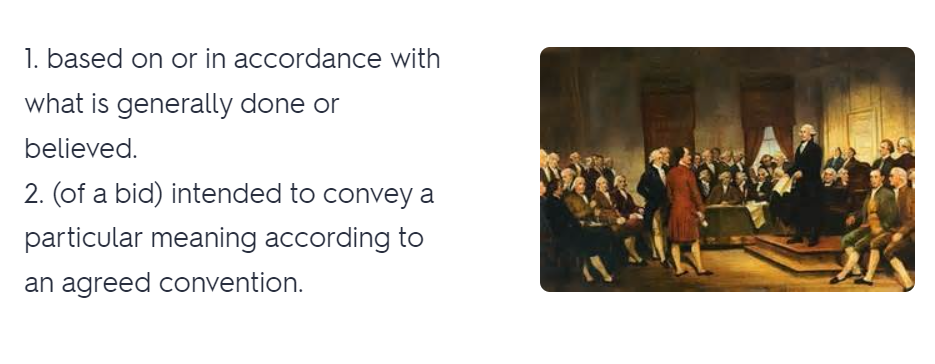 1. based on or in accordance with
what is generally done or
believed.
2. (of a bid) intended to convey a
particular meaning according to
an agreed convention.